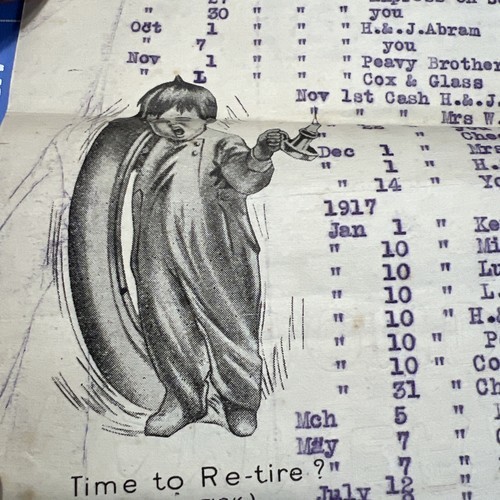 " 30 " " " you
Oct 1 " " " H.&.J.Abram
" 7 " " " you
Nov 1 " " " Peavy Brother
" L " " " Cox & Glass
Nov 1st Cash H.&.J.
" " " Mrs W.
Dec 1 " Mrs
" 1 " H.
" 14 " Yo
1917
Jan 1 " Ke
" 10 " Mi
" 10 " Lu
" 10 " L.
" 10 " H.&
" 10 " P
" 10 " Co
" 31 " Ch
Mch 5 "
May 7 "
" 7 "
July 12 "
Time to Re-tire?